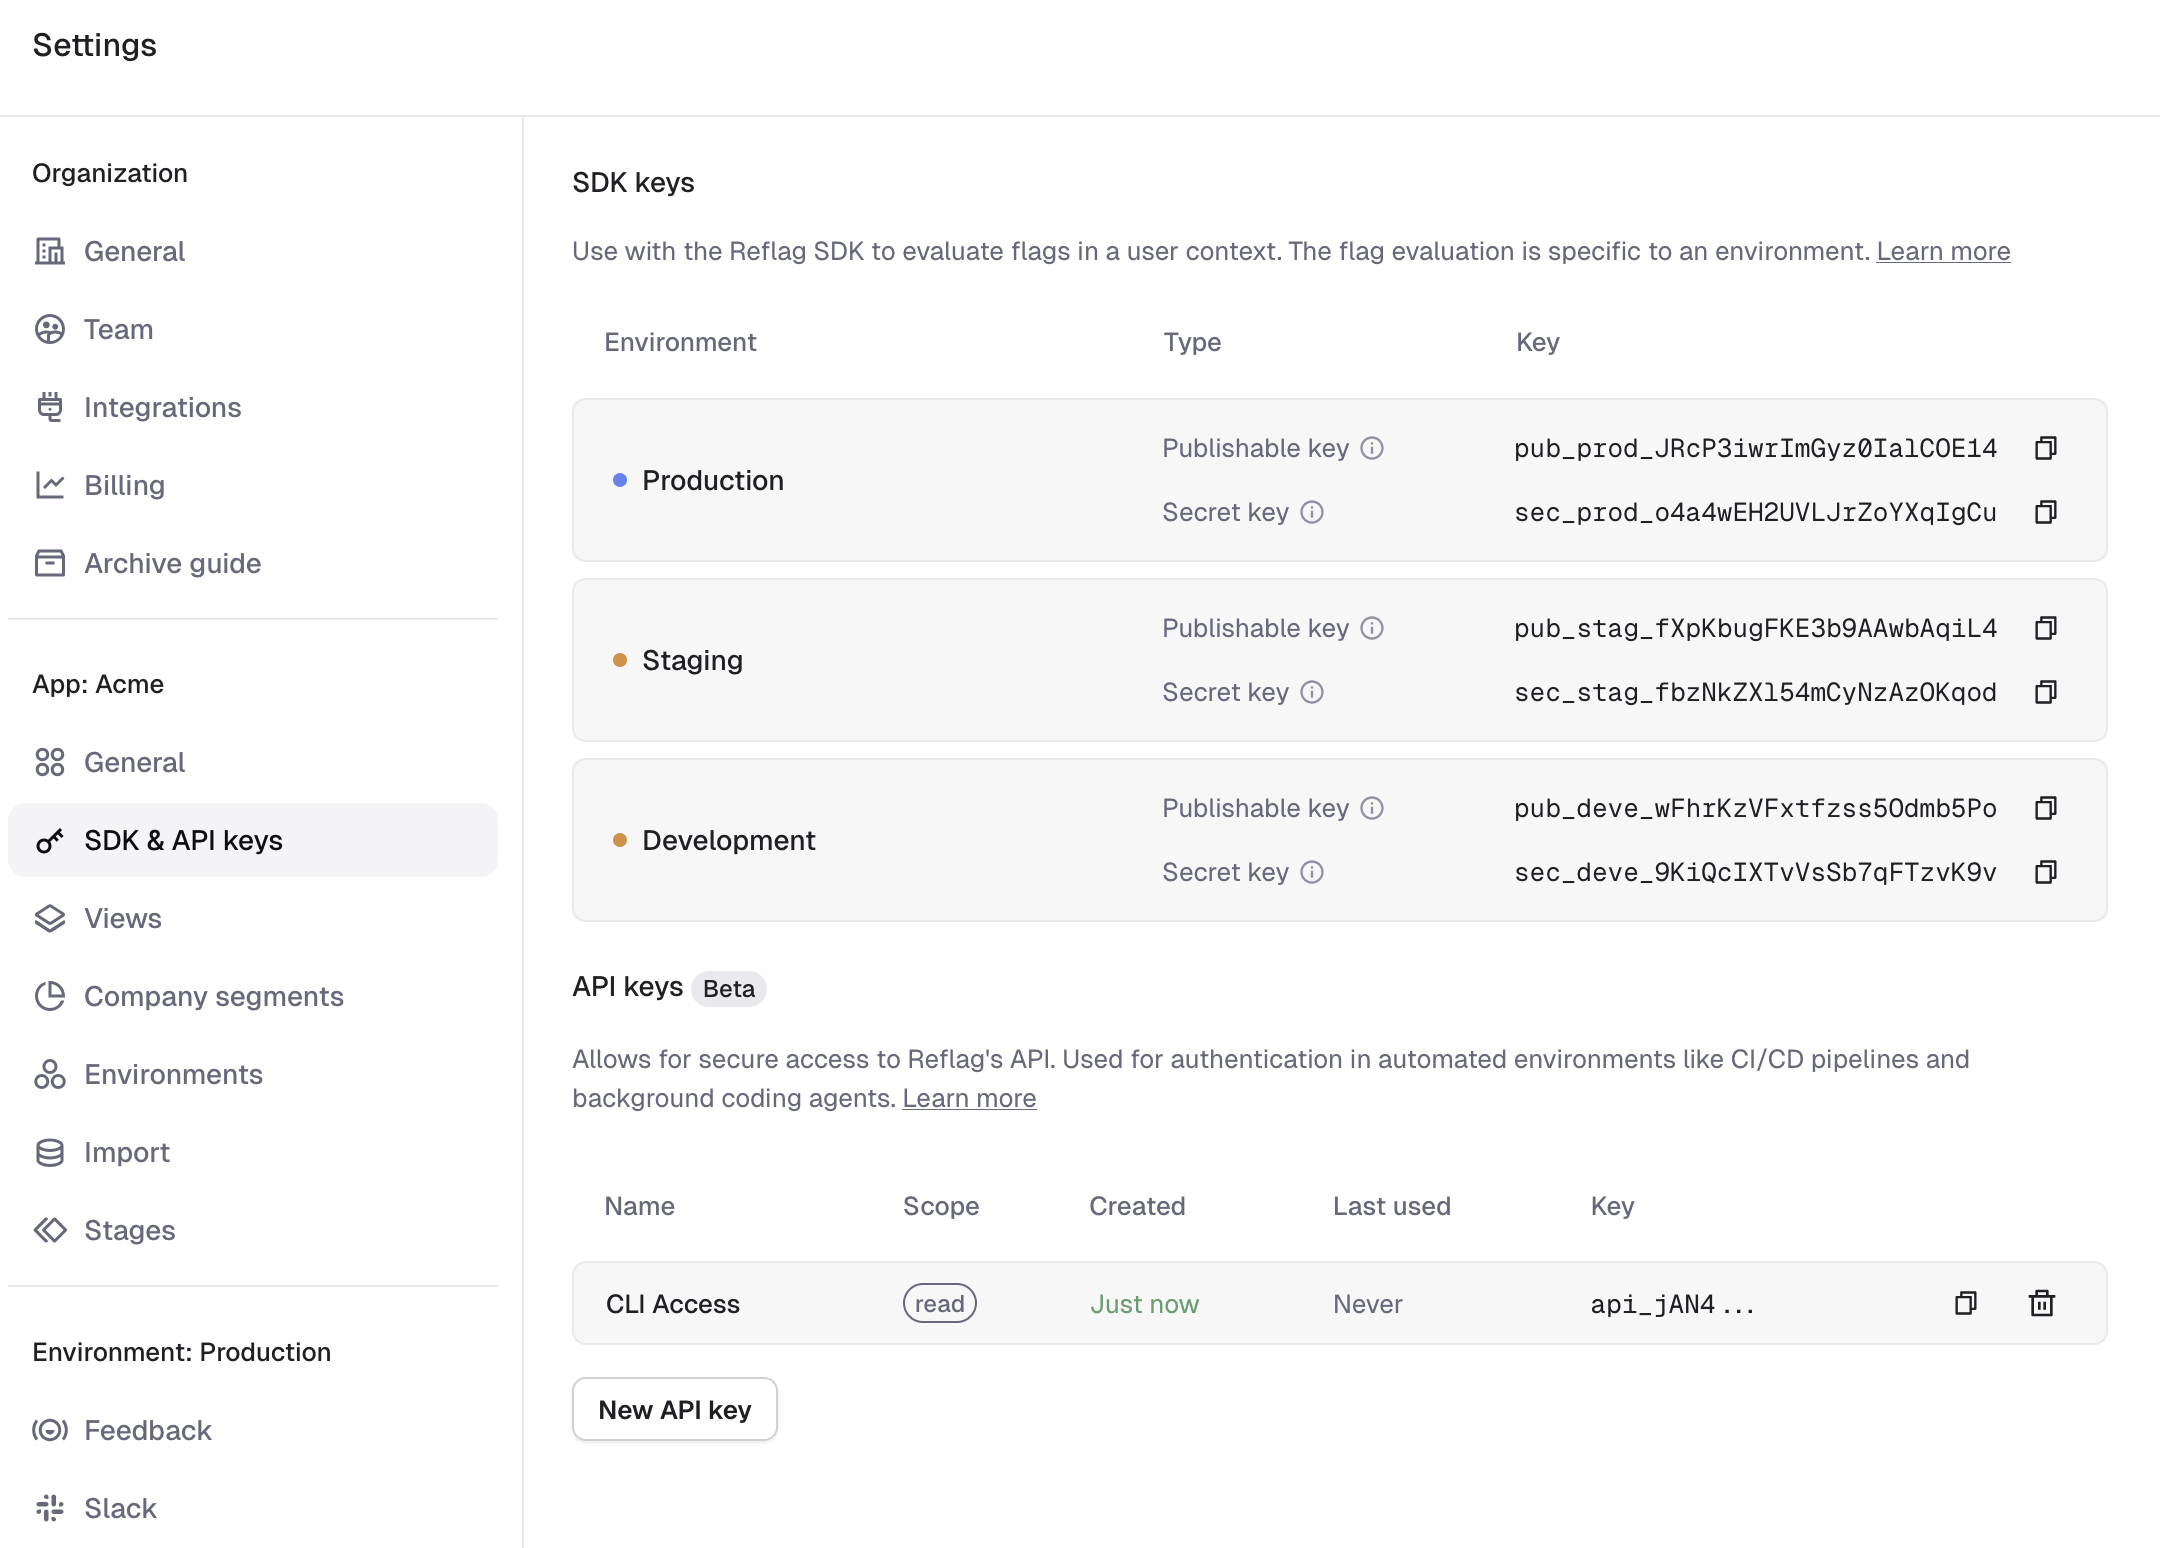 Settings
Organization
General
Team
Integrations
Billing
Archive guide
App: Acme
General
SDK & API keys
Views
Company segments
Environments
Import
Stages
Environment: Production
Feedback
Slack
SDK keys
Use with the Reflag SDK to evaluate flags in a user context. The flag evaluation is specific to an environment. Learn more
Environment Type Key
Production
Publishable key pub_prod_JRcP3iwrImGyz0IalCOE14
Secret key sec_prod_o4a4wEH2UVLJrZoYXqIgCu
Staging
Publishable key pub_stag_fXpKbugFKE3b9AAwbAqiL4
Secret key sec_stag_fbzNkZXl54mCyNzAzOKqod
Development
Publishable key pub_deve_wFhrKzVFxtfzss5Odmb5Po
Secret key sec_deve_9KiQcIXTvVsSb7qFTzvK9v
API keys Beta
Allows for secure access to Reflag's API. Used for authentication in automated environments like CI/CD pipelines and
background coding agents. Learn more
Name Scope Created Last used Key
CLI Access read Just now Never api_jAN4...
New API key